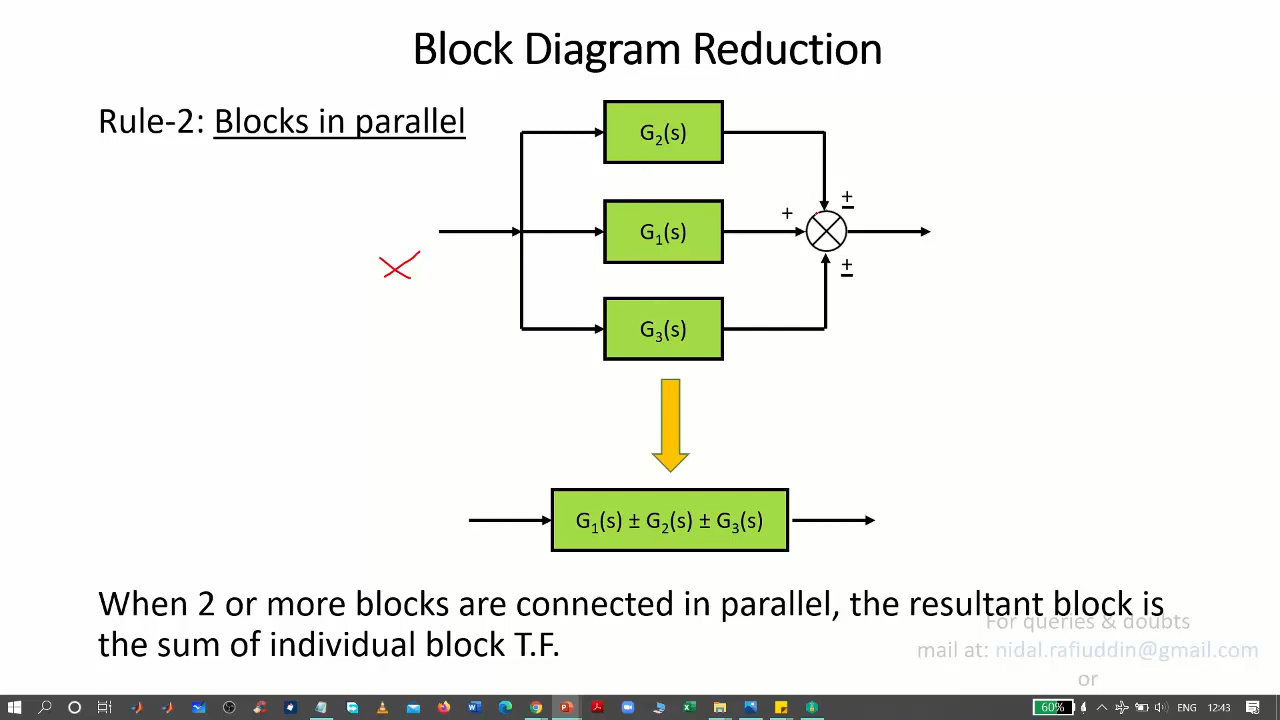 Block Diagram Reduction
Rule-2: Blocks in parallel
G₂(s)
±
+
G₁(s)
±
G₃(s)
G₁(s) ± G₂(s) ± G₃(s)
When 2 or more blocks are connected in parallel, the resultant block is
the sum of individual block T.F.
For queries & doubts
mail at: nidal.rafiuddin@gmail.com
or
60%
ENG
12:43